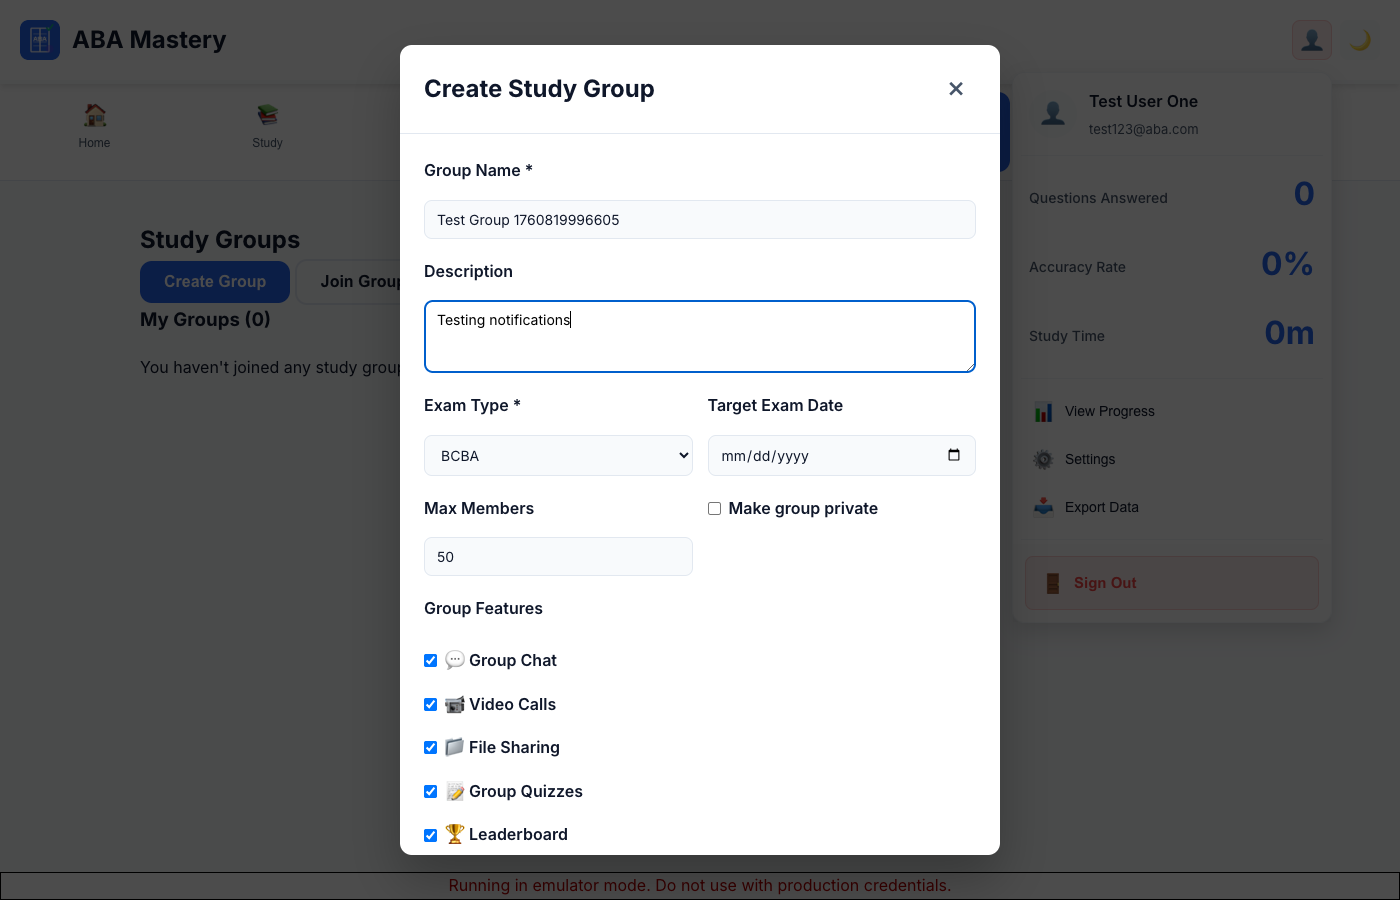 ABA Mastery
Home
Study
Test User One
test123@aba.com
Questions Answered
0
Accuracy Rate
0%
Study Time
0m
View Progress
Settings
Export Data
Sign Out
Study Groups
Create Group
Join Group
My Groups (0)
You haven't joined any study group
Create Study Group
×
Group Name *
Test Group 1760819996605
Description
Testing notifications
Exam Type *
Target Exam Date
BCBA
mm/dd/yyyy
Max Members
Make group private
50
Group Features
Group Chat
Video Calls
File Sharing
Group Quizzes
Leaderboard
Running in emulator mode. Do not use with production credentials.